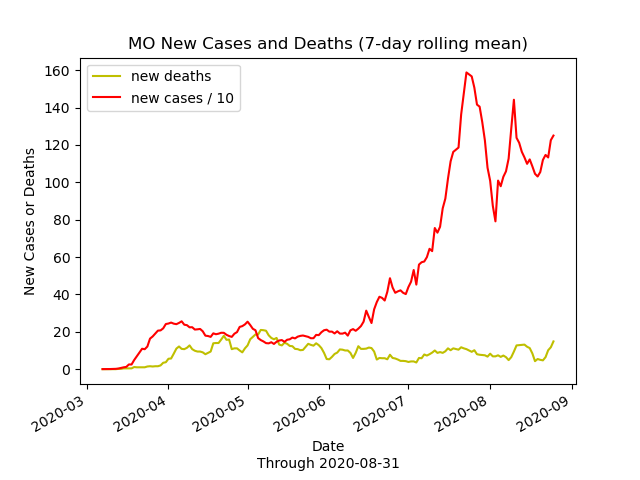 MO New Cases and Deaths (7-day rolling mean)
new deaths
new cases / 10
160
140
120
100
80
60
40
20
0
New Cases or Deaths
2020-03
2020-04
2020-05
2020-06
2020-07
2020-08
2020-09
Date
Through 2020-08-31